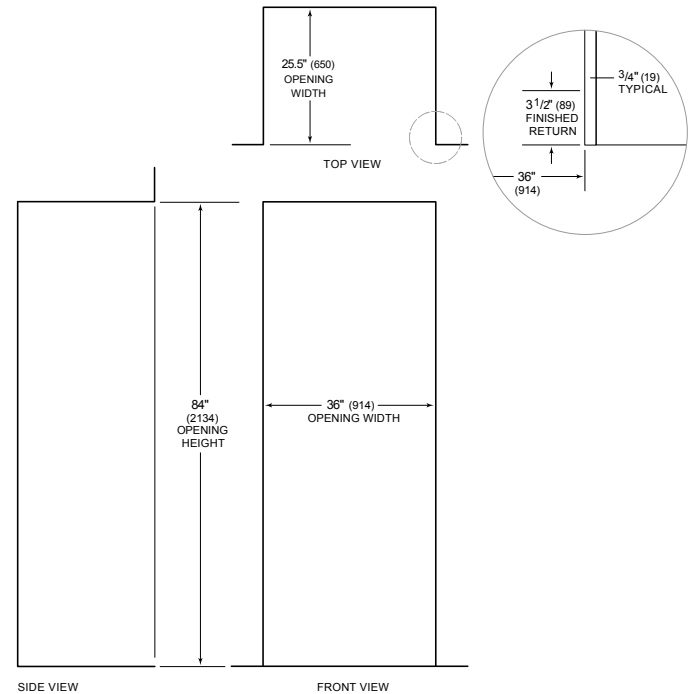 25.5" (650)
OPENING
WIDTH
TOP VIEW
3/4" (19)
TYPICAL
3 1/2" (89)
FINISHED
RETURN
36"
(914)
84"
(2134)
OPENING
HEIGHT
36" (914)
OPENING WIDTH
SIDE VIEW
FRONT VIEW